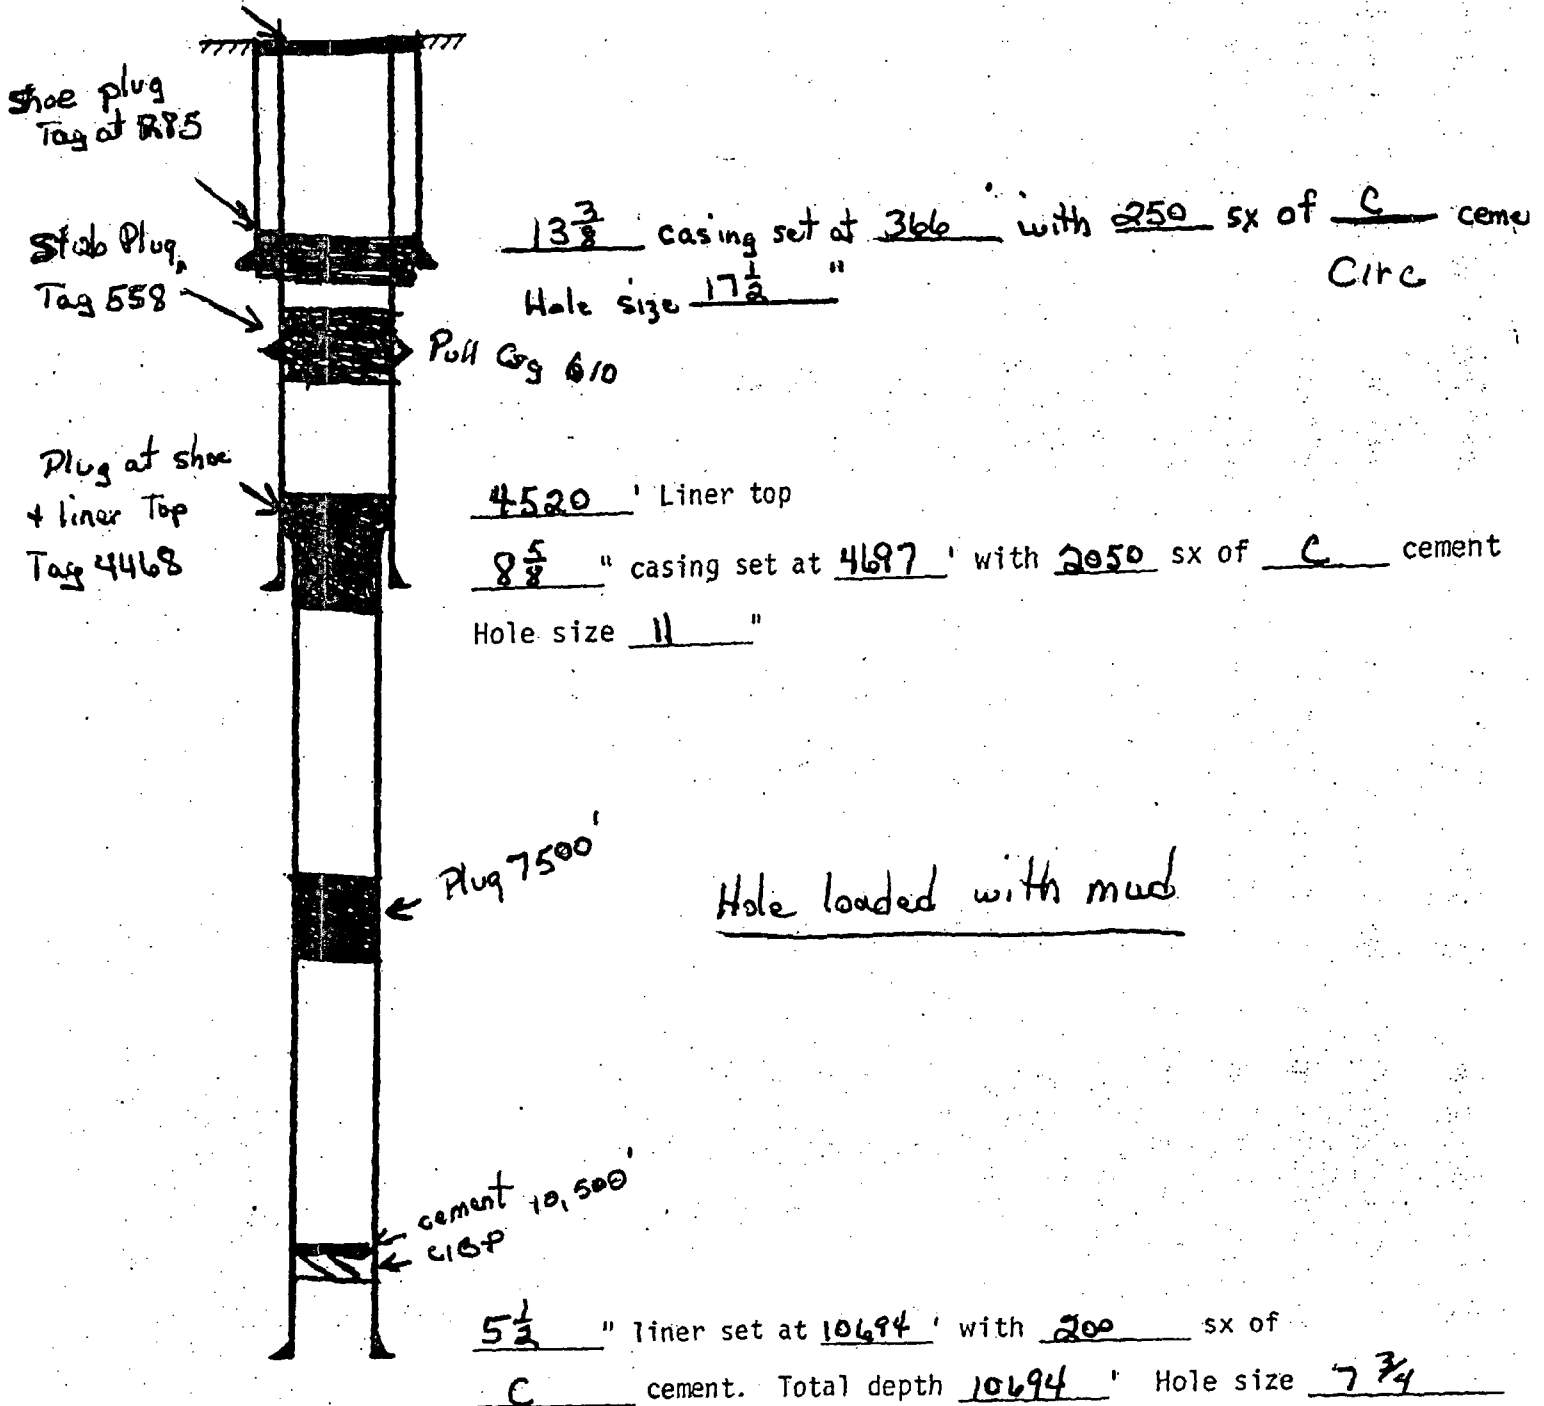 Shoe plug
Tag at 285
13 3/8 casing set at 366 ' with 250 sx of C ceme
Circ
Hole size 17 1/2 "
Stub Plug,
Tag 558
Pull Csg 610
Plug at shoe
+ liner Top
Tag 4468
4520 ' Liner top
8 5/8 " casing set at 4697 ' with 2050 sx of C cement
Hole size 11 "
Plug 7500'
Hole loaded with mud
cement 10,500'
CIBP
5 1/2 " liner set at 10694 ' with 200 sx of
C cement. Total depth 10694 ' Hole size 7 3/4